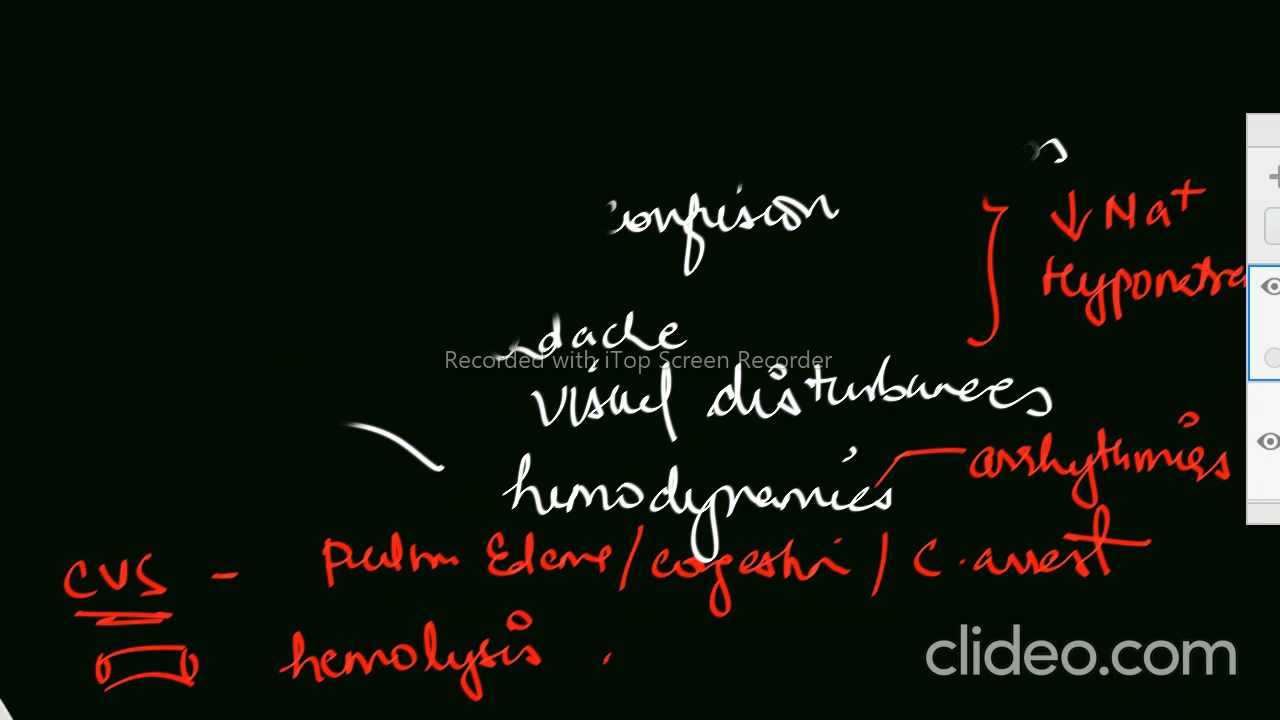 confusion
↓ Na+
Hyponatre
dache
Recorded with iTop Screen Recorder
visual disturbances
hemodynamics
arrhythmias
CVS - Pulm Edema / cogesti / C. arrest
hemolysis.
clideo.com